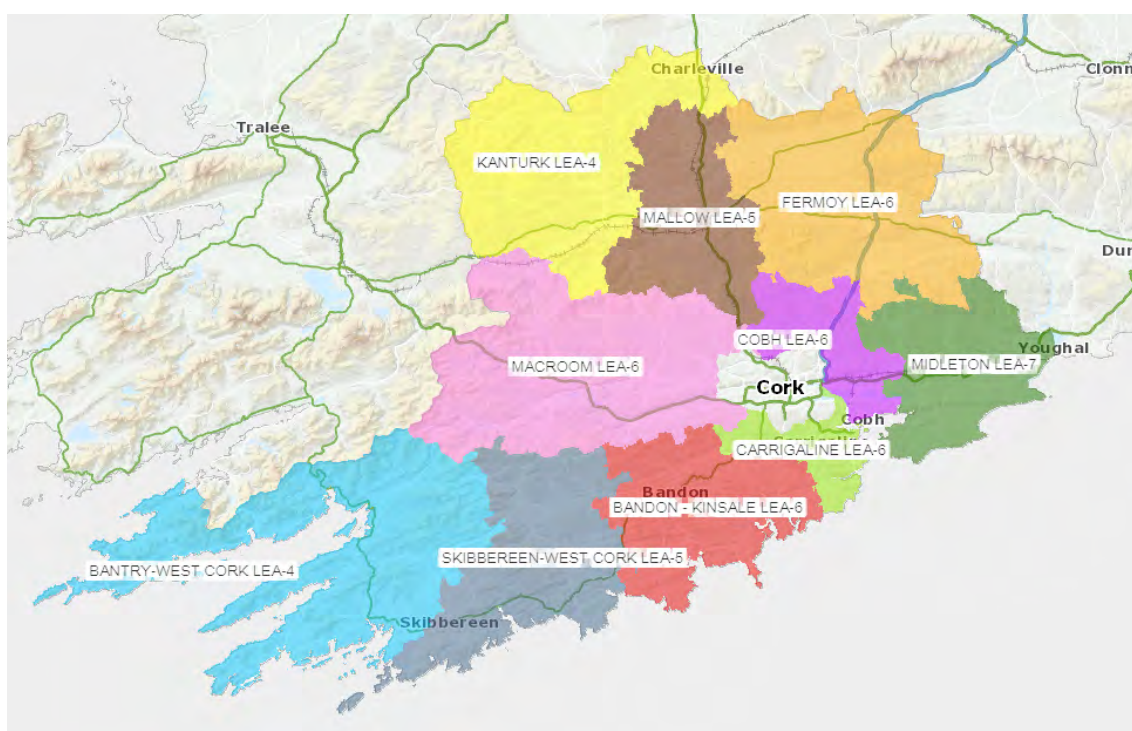 Charleville
Clonn
Tralee
KANTURK LEA-4
FERMOY LEA-6
MALLOW LEA-5
Dun
COBH LEA-6
Youghal
MACROOM LEA-6
MIDLETON LEA-7
Cork
Cobh
CARRIGALINE LEA-6
Bandon
BANDON - KINSALE LEA-6
SKIBBEREEN-WEST CORK LEA-5
BANTRY-WEST CORK LEA-4
Skibbereen